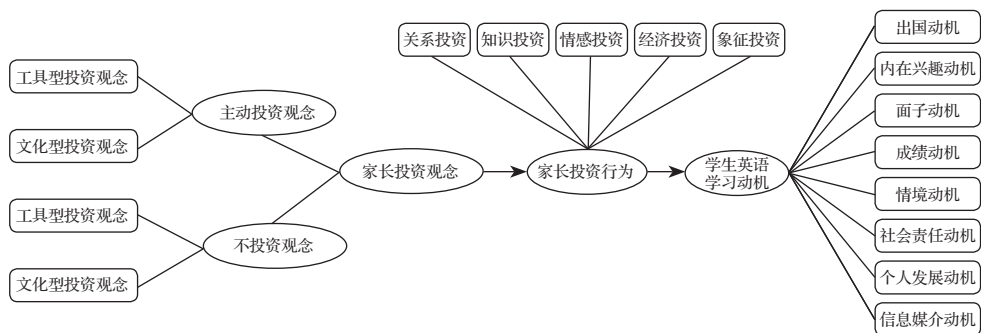 关系投资
知识投资
情感投资
经济投资
象征投资
工具型投资观念
文化型投资观念
主动投资观念
工具型投资观念
文化型投资观念
不投资观念
家长投资观念
家长投资行为
学生英语
学习动机
出国动机
内在兴趣动机
面子动机
成绩动机
情境动机
社会责任动机
个人发展动机
信息媒介动机